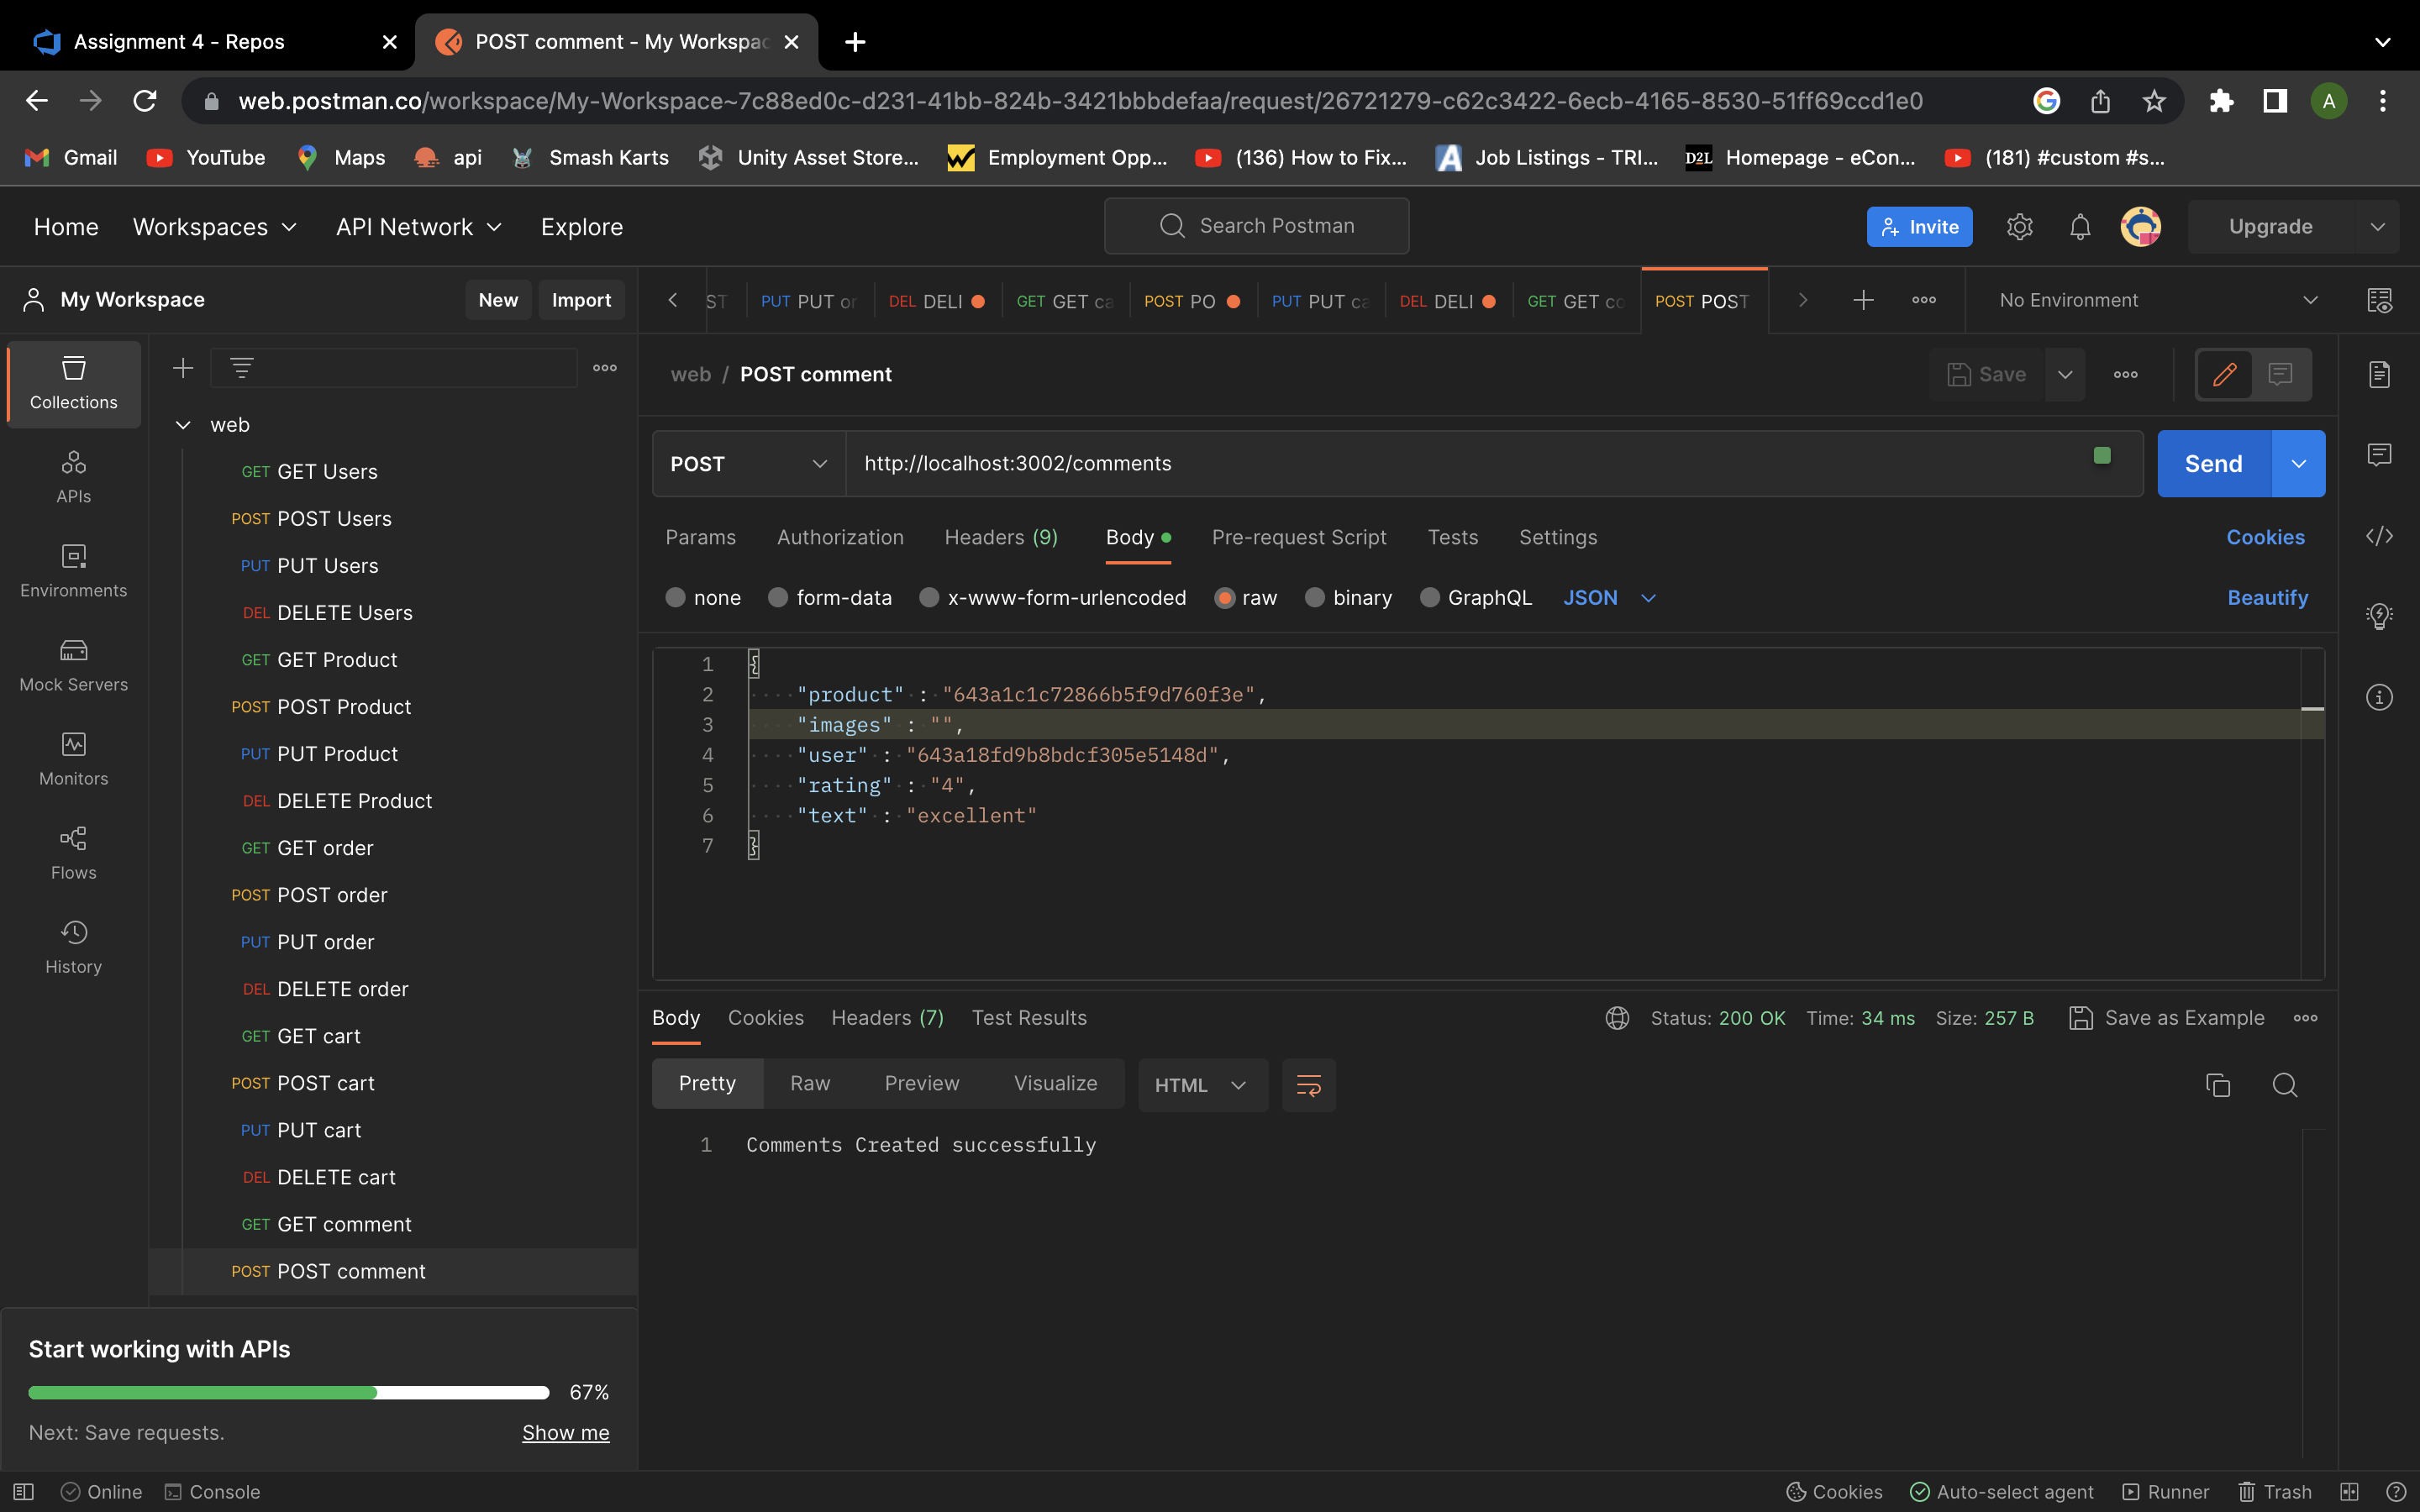 Assignment 4 - Repos
POST comment - My Workspac
web.postman.co/workspace/My-Workspace~7c88ed0c-d231-41bb-824b-3421bbbdefaa/request/26721279-c62c3422-6ecb-4165-8530-51ff69ccd1e0
A
Gmail YouTube Maps api Smash Karts Unity Asset Store... Employment Opp... (136) How to Fix... Job Listings - TRI... D2L Homepage - eCon... (181) #custom #s...
Home Workspaces API Network Explore Search Postman Invite Upgrade
My Workspace New Import
ST PUT PUT or DEL DELI GET GET ca POST PO PUT PUT ca DEL DELI GET GET co POST POST No Environment
Collections
APIs
Environments
Mock Servers
Monitors
Flows
History
web
GET GET Users
POST POST Users
PUT PUT Users
DEL DELETE Users
GET GET Product
POST POST Product
PUT PUT Product
DEL DELETE Product
GET GET order
POST POST order
PUT PUT order
DEL DELETE order
GET GET cart
POST POST cart
PUT PUT cart
DEL DELETE cart
GET GET comment
POST POST comment
Start working with APIs
67%
Next: Save requests. Show me
web / POST comment Save
POST http://localhost:3002/comments Send
Params Authorization Headers (9) Body Pre-request Script Tests Settings Cookies
none form-data x-www-form-urlencoded raw binary GraphQL JSON Beautify
1 {
2 "product" : "643a1c1c72866b5f9d760f3e",
3 "images" : "",
4 "user" : "643a18fd9b8bdcf305e5148d",
5 "rating" : "4",
6 "text" : "excellent"
7 }
Body Cookies Headers (7) Test Results Status: 200 OK Time: 34 ms Size: 257 B Save as Example
Pretty Raw Preview Visualize HTML
1 Comments Created successfully
Online Console Cookies Auto-select agent Runner Trash